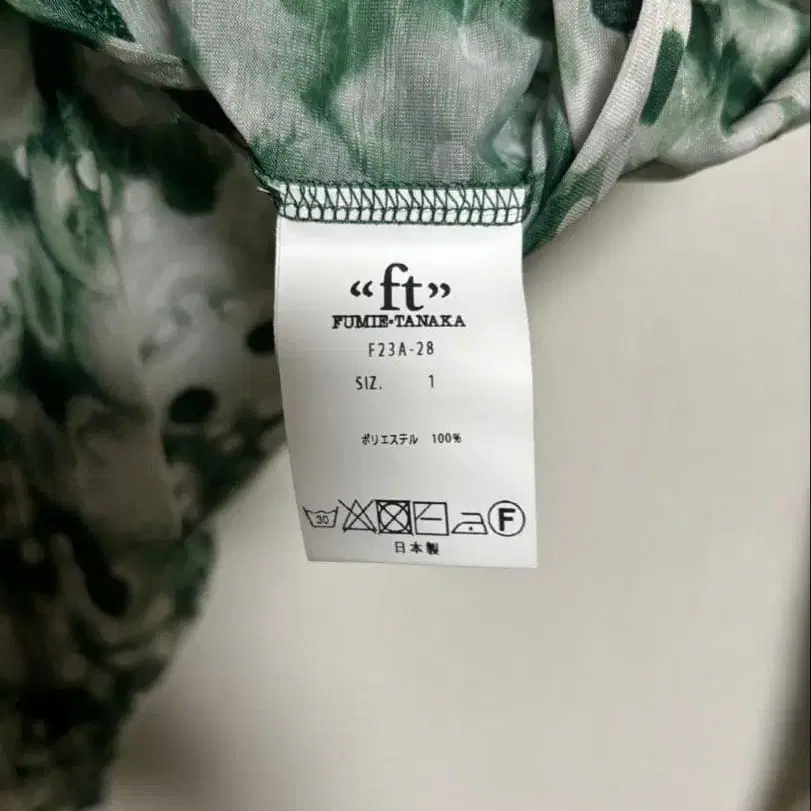 “ft”
FUMIE·TANAKA
F23A-28
SIZ. 1
ポリエステル 100%
30 F
日本製